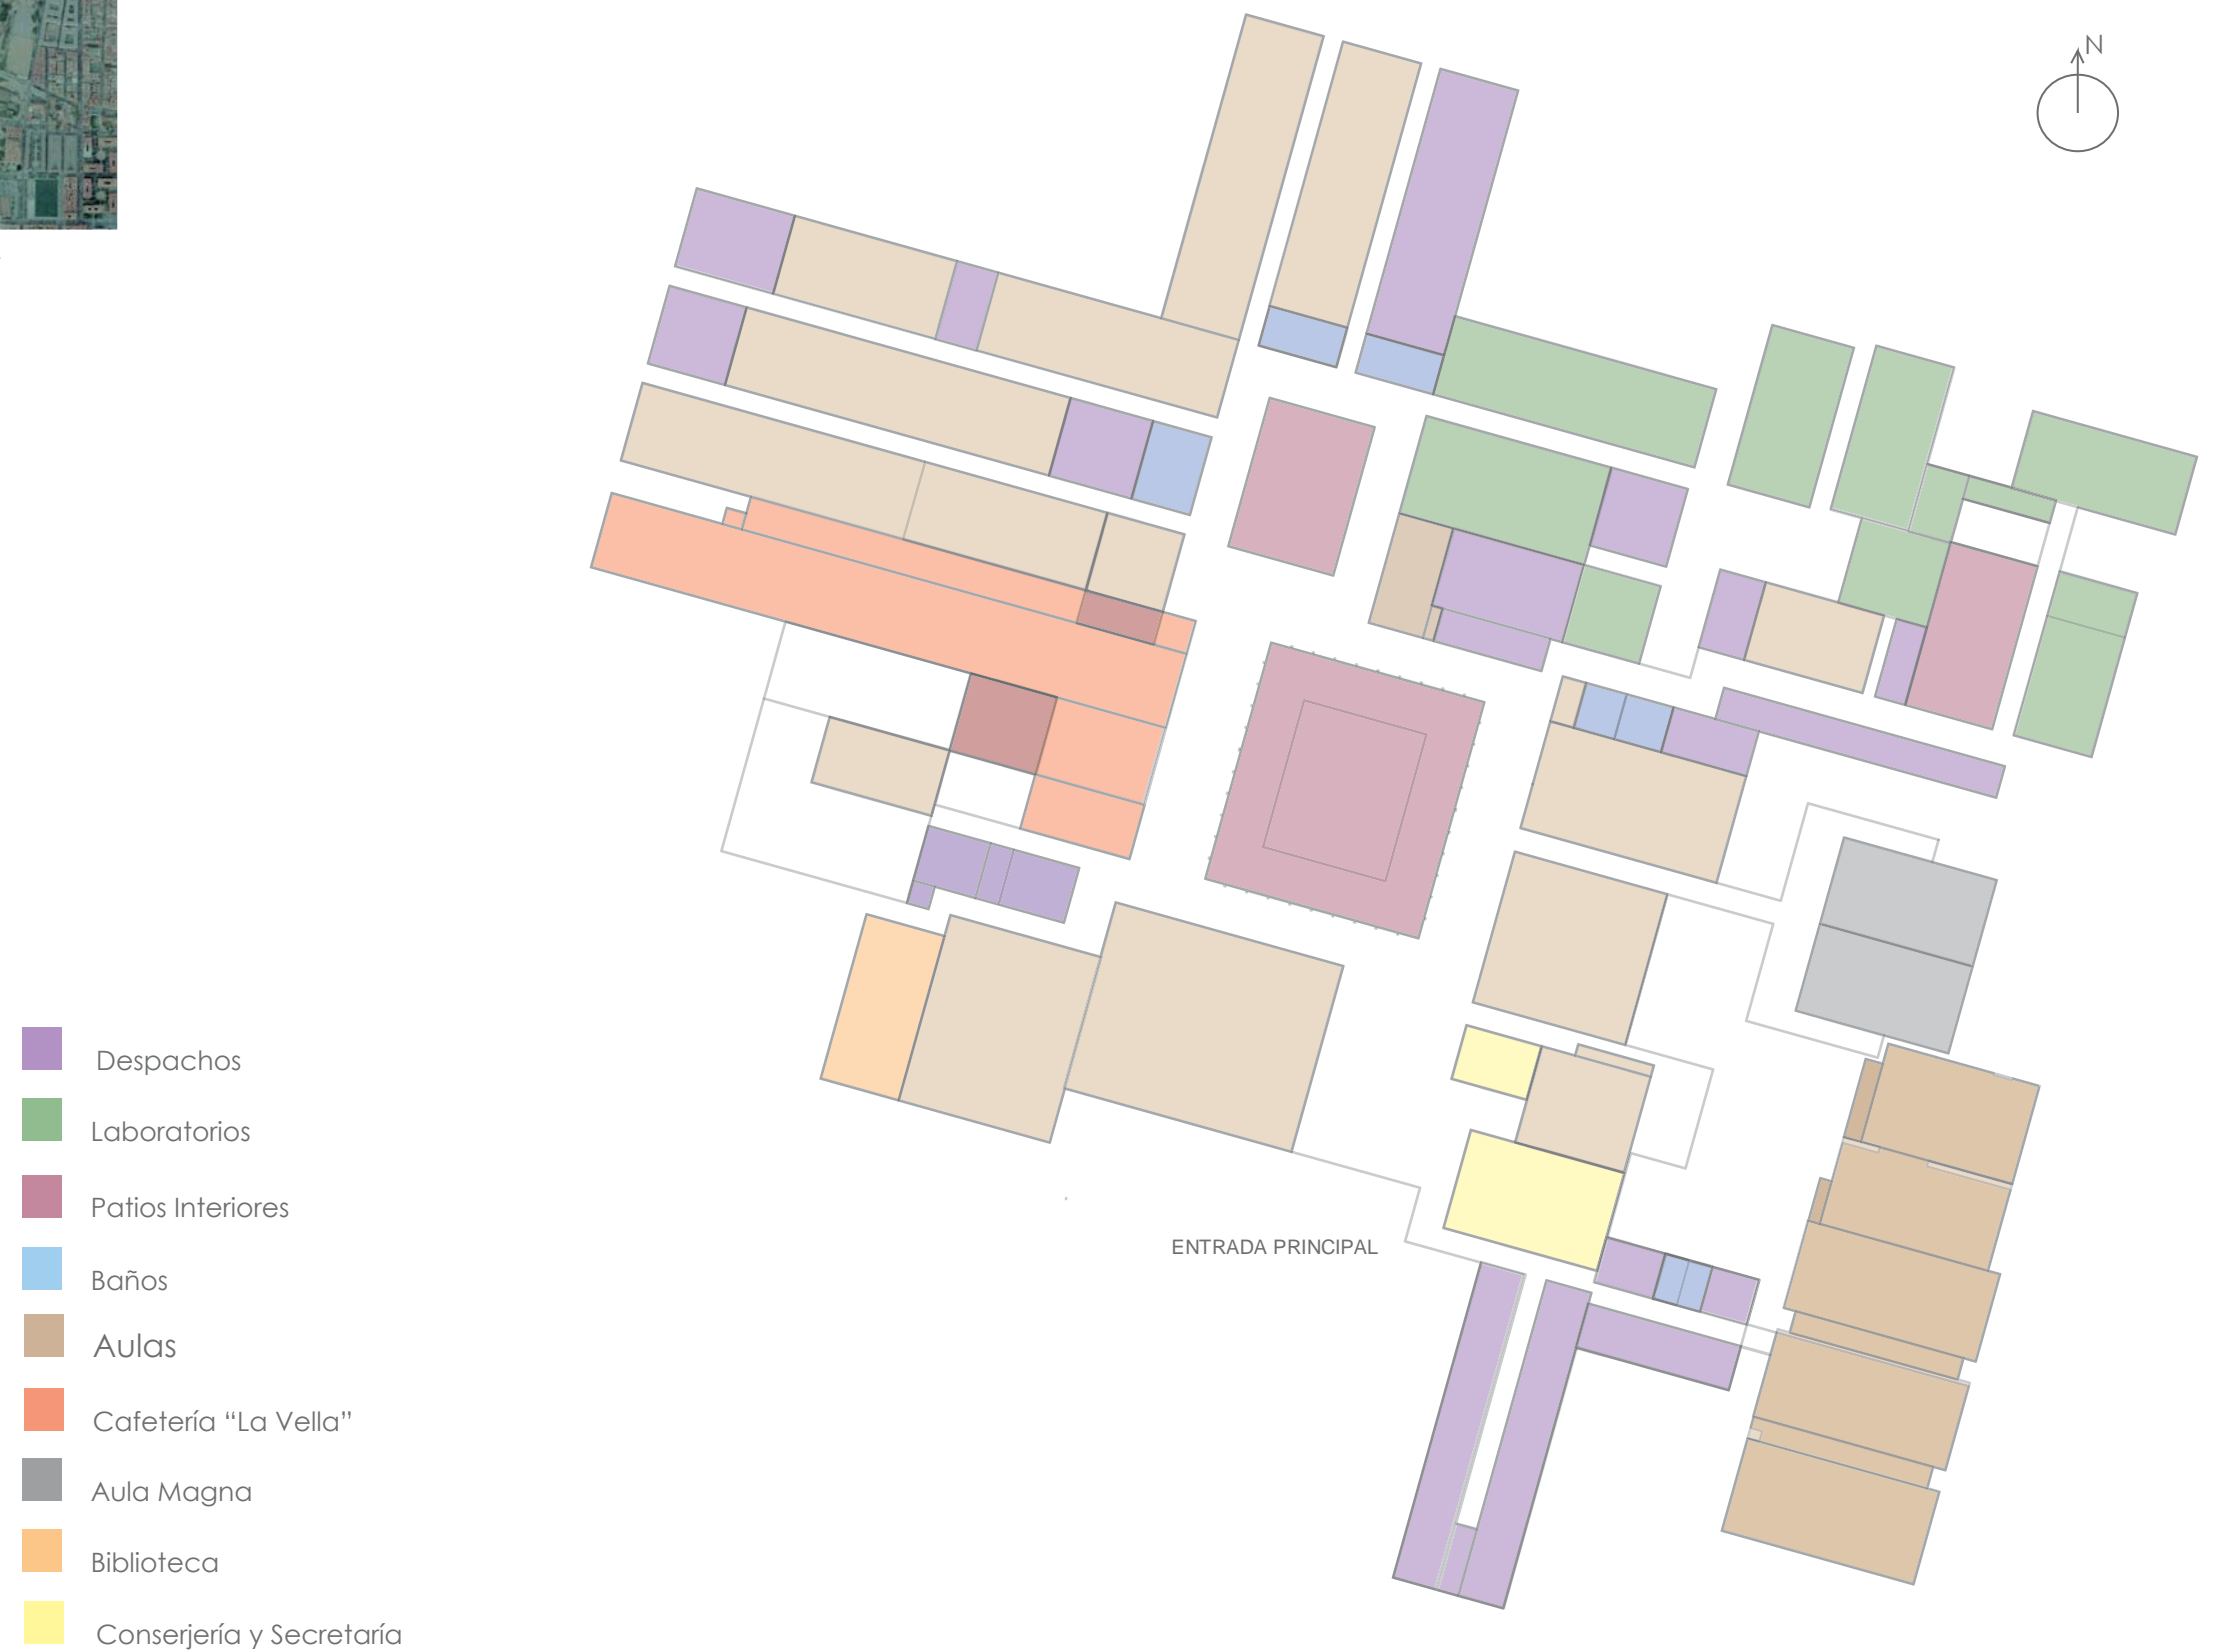 N
Despachos
Laboratorios
Patios Interiores
Baños
Aulas
Cafetería “La Vella”
Aula Magna
Biblioteca
Conserjería y Secretaría
ENTRADA PRINCIPAL